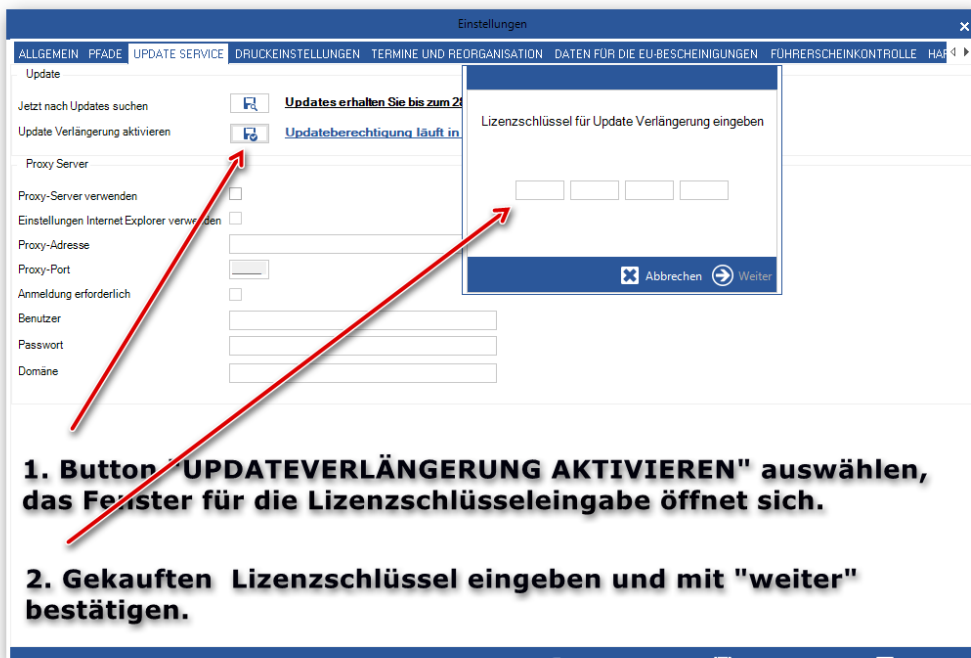 Einstellungen
ALLGEMEIN PFADE UPDATE SERVICE DRUCKEINSTELLUNGEN TERMINE UND REORGANISATION DATEN FÜR DIE EU-BESCHEINIGUNGEN FÜHRERSCHEINKONTROLLE
Update
Jetzt nach Updates suchen
Updates erhalten Sie bis zum
Update Verlängerung aktivieren
Updateberechtigung läuft in
Lizenzschlüssel für Update Verlängerung eingeben
Abbrechen Weiter
Proxy Server
Proxy-Server verwenden
Einstellungen Internet Explorer verwenden
Proxy-Adresse
Proxy-Port
Anmeldung erforderlich
Benutzer
Passwort
Domäne
1. Button "UPDATEVERLÄNGERUNG AKTIVIEREN" auswählen,
das Fenster für die Lizenzschlüsseleingabe öffnet sich.
2. Gekauften Lizenzschlüssel eingeben und mit "weiter"
bestätigen.